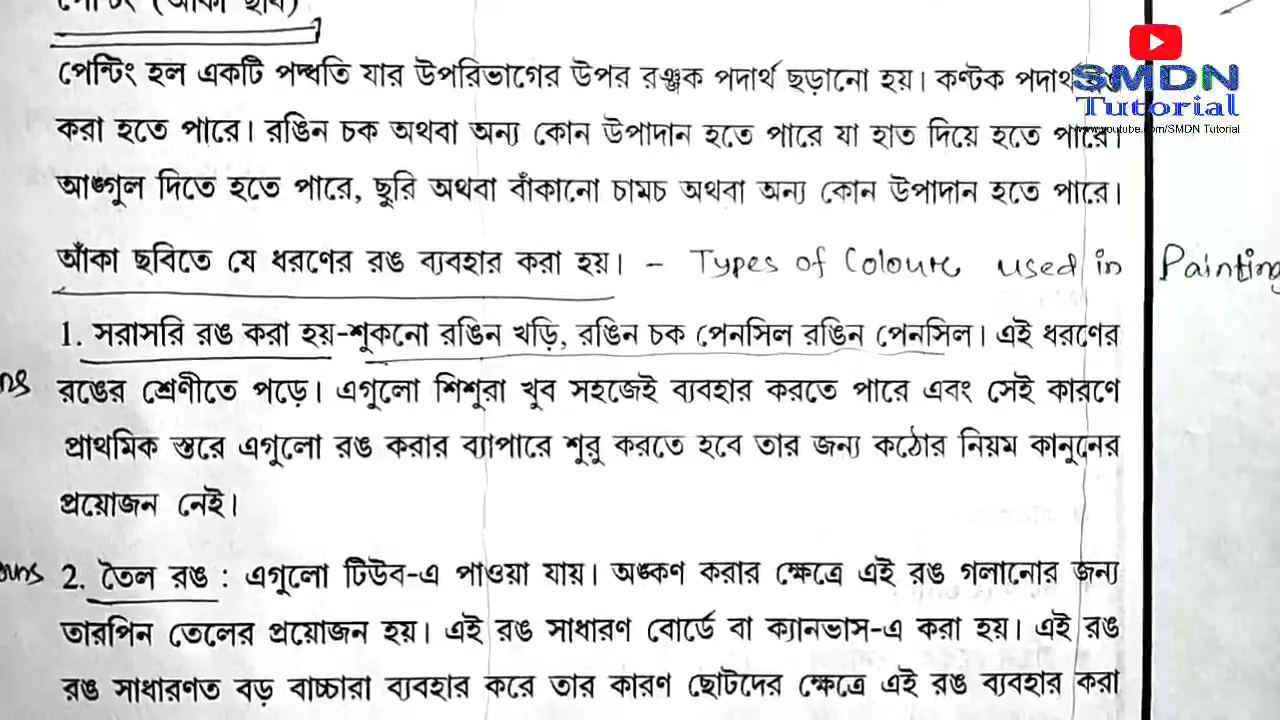 পেন্টিং (আঁকা ছবি)
SMDN
Tutorial
www.youtube.com/SMDN Tutorial
পেন্টিং হল একটি পদ্ধতি যার উপরিভাগের উপর রঞ্জক পদার্থ ছড়ানো হয়। কণ্টক পদার্থ
করা হতে পারে। রঙিন চক অথবা অন্য কোন উপাদান হতে পারে যা হাত দিয়ে হতে পারে।
আঙ্গুল দিতে হতে পারে, ছুরি অথবা বাঁকানো চামচ অথবা অন্য কোন উপাদান হতে পারে।
আঁকা ছবিতে যে ধরণের রঙ ব্যবহার করা হয়। – Types of Colours used in Painting
1. সরাসরি রঙ করা হয়-শুকনো রঙিন খড়ি, রঙিন চক পেনসিল রঙিন পেনসিল। এই ধরণের
রঙের শ্রেণীতে পড়ে। এগুলো শিশুরা খুব সহজেই ব্যবহার করতে পারে এবং সেই কারণে
প্রাথমিক স্তরে এগুলো রঙ করার ব্যাপারে শুরু করতে হবে তার জন্য কঠোর নিয়ম কানুনের
প্রয়োজন নেই।
2. তৈল রঙ : এগুলো টিউব-এ পাওয়া যায়। অঙ্কণ করার ক্ষেত্রে এই রঙ গলানোর জন্য
তারপিন তেলের প্রয়োজন হয়। এই রঙ সাধারণ বোর্ডে বা ক্যানভাস-এ করা হয়। এই রঙ
রঙ সাধারণত বড় বাচ্চারা ব্যবহার করে তার কারণ ছোটদের ক্ষেত্রে এই রঙ ব্যবহার করা